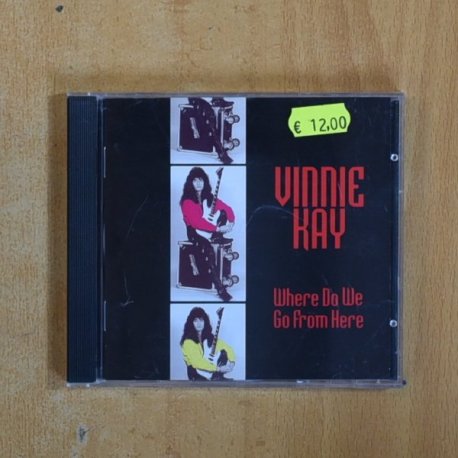 € 12,00
VINNIE
KAY
Where Do We
Go From Here